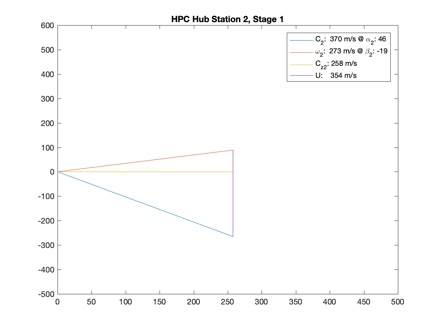 HPC Hub Station 2, Stage 1
C2: 370 m/s @ α2: 46
ω2: 273 m/s @ β2: -19
Cz2: 258 m/s
U: 354 m/s
600
500
400
300
200
100
0
-100
-200
-300
-400
-500
0 50 100 150 200 250 300 350 400 450 500